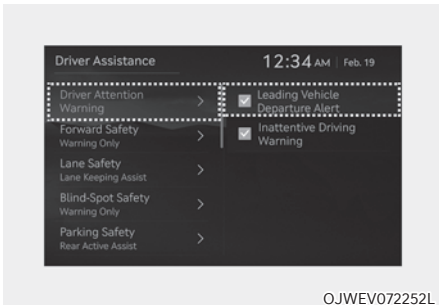 Driver Assistance
12:34 AM | Feb. 19
Driver Attention
Warning
Forward Safety
Warning Only
Lane Safety
Lane Keeping Assist
Blind-Spot Safety
Warning Only
Parking Safety
Rear Active Assist
Leading Vehicle
Departure Alert
Inattentive Driving
Warning
OJWEV072252L